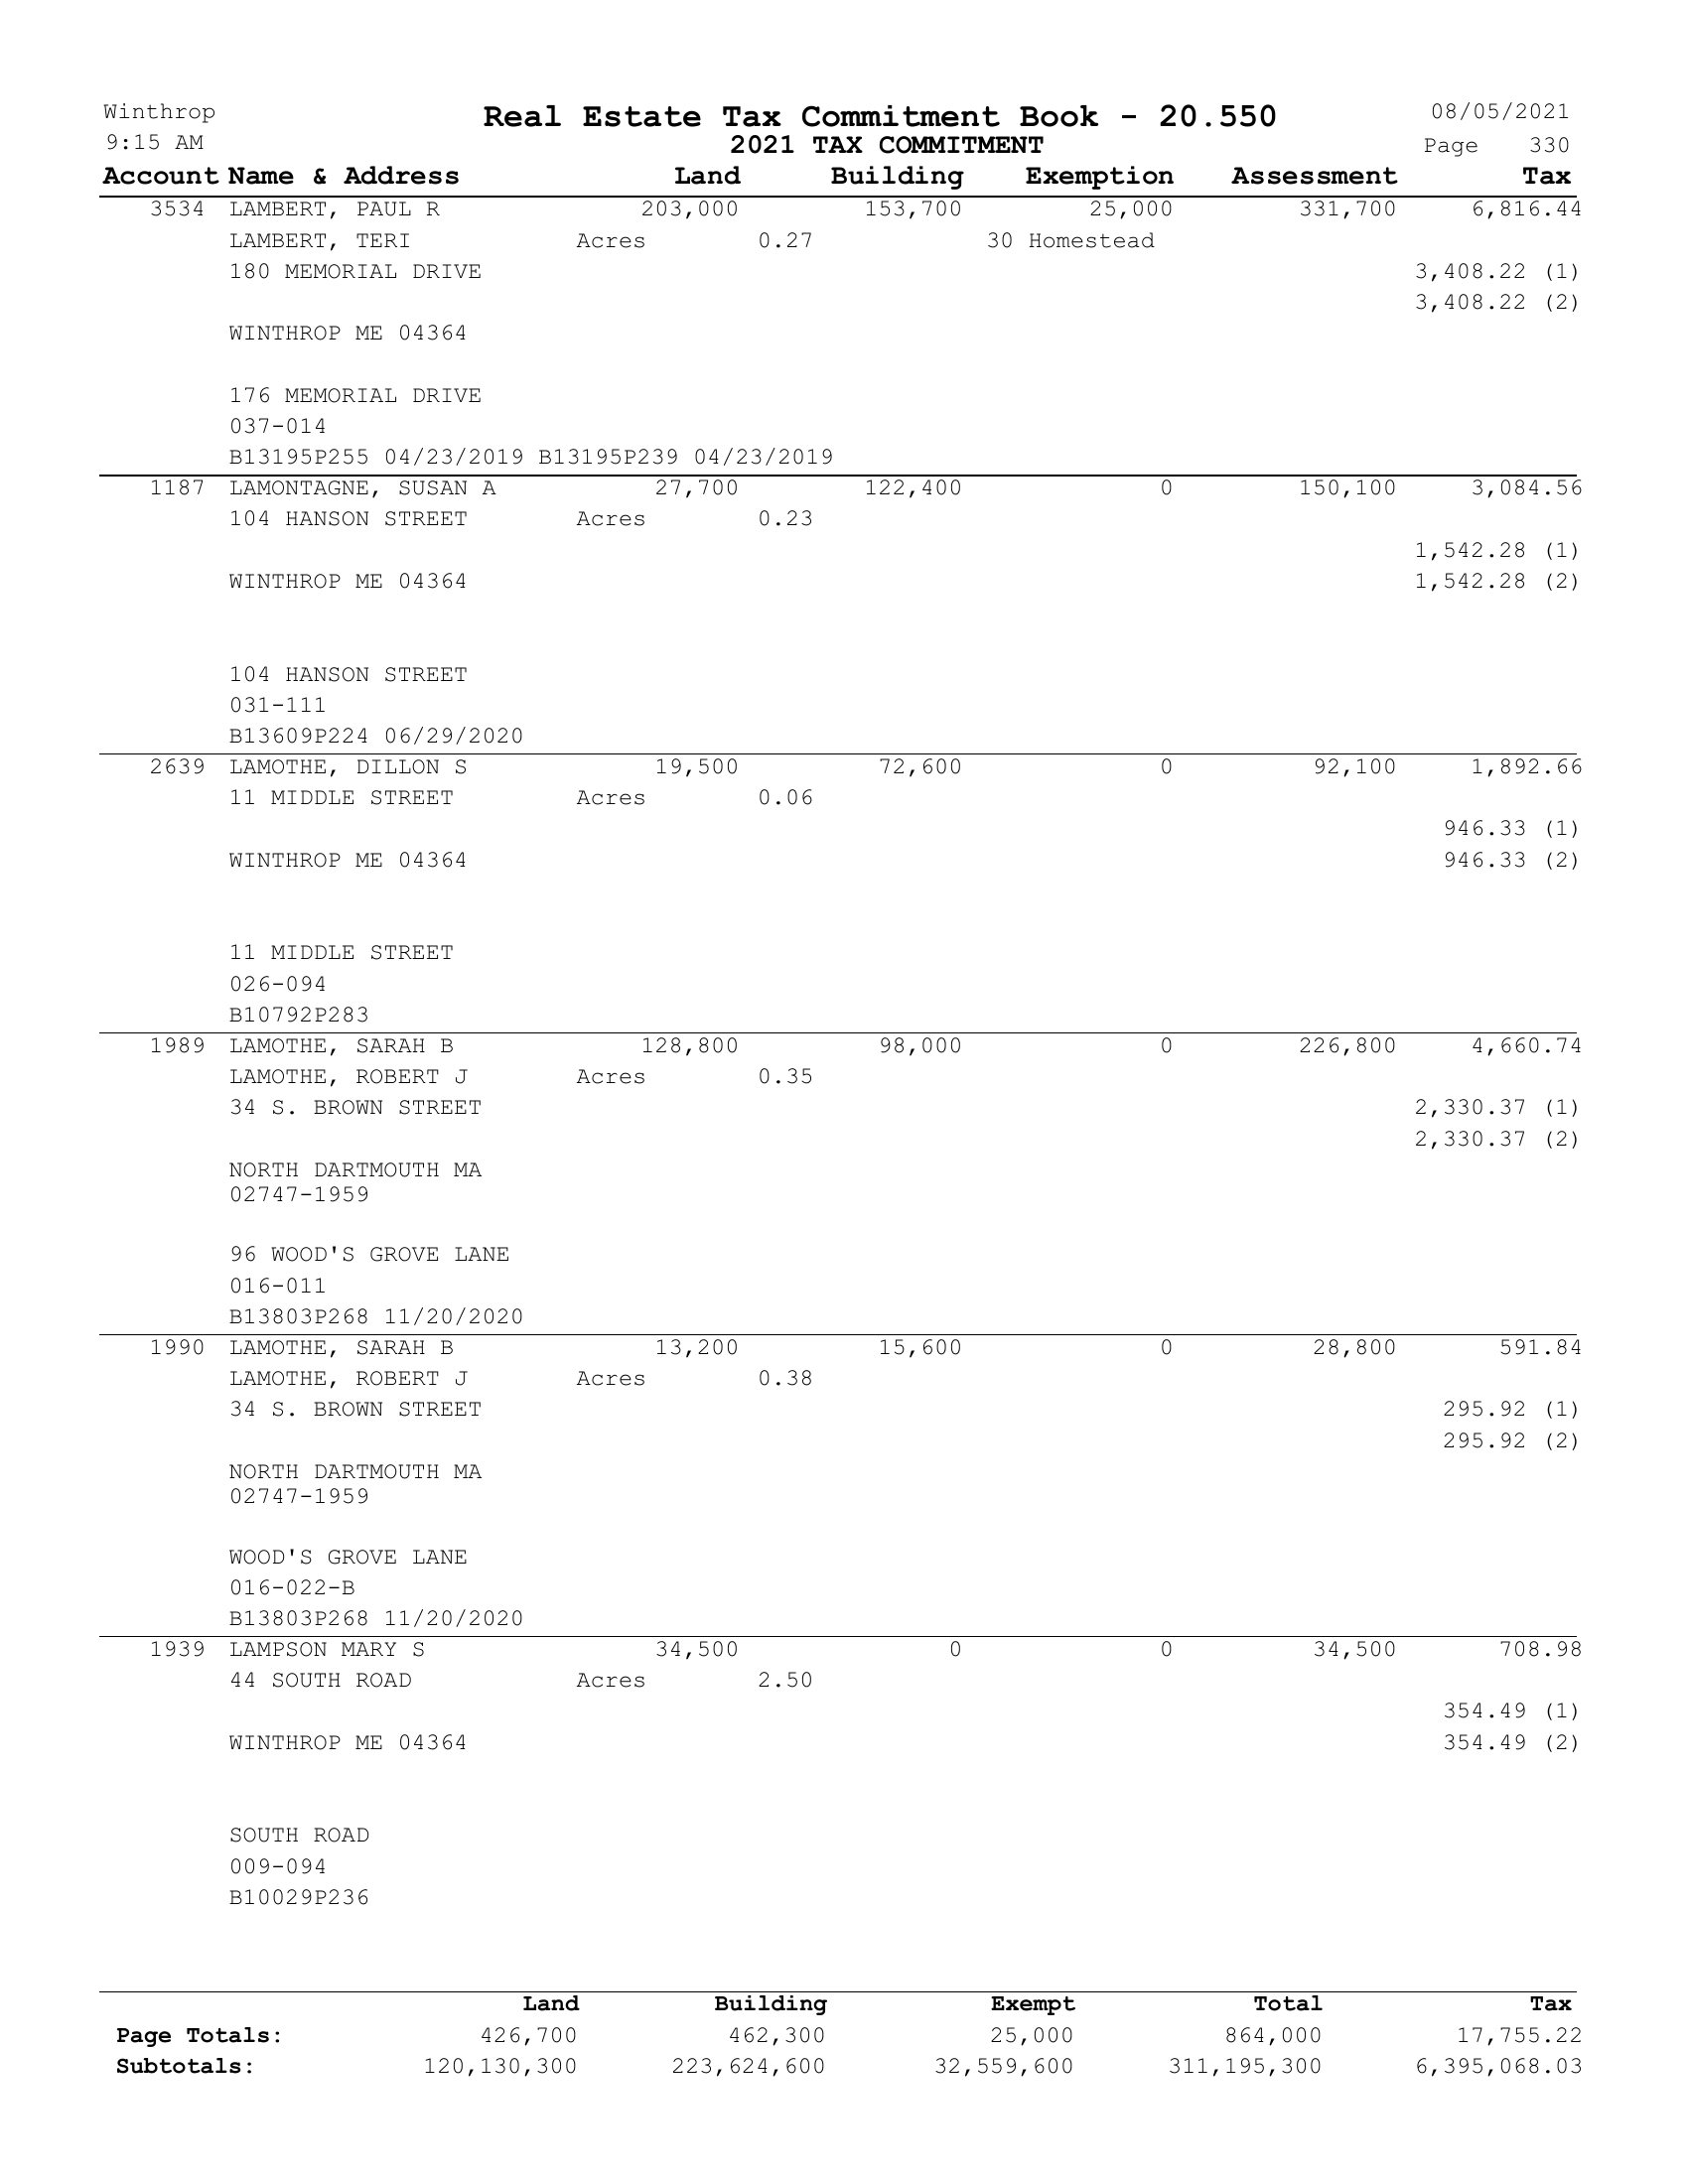 Winthrop Real Estate Tax Commitment Book - 20.550 08/05/2021
9:15 AM 2021 TAX COMMITMENT Page 330
Account Name & Address Land Building Exemption Assessment Tax
3534 LAMBERT, PAUL R 203,000 153,700 25,000 331,700 6,816.44
LAMBERT, TERI Acres 0.27 30 Homestead
180 MEMORIAL DRIVE 3,408.22 (1)
3,408.22 (2)
WINTHROP ME 04364
176 MEMORIAL DRIVE
037-014
B13195P255 04/23/2019 B13195P239 04/23/2019
1187 LAMONTAGNE, SUSAN A 27,700 122,400 0 150,100 3,084.56
104 HANSON STREET Acres 0.23
1,542.28 (1)
WINTHROP ME 04364 1,542.28 (2)
104 HANSON STREET
031-111
B13609P224 06/29/2020
2639 LAMOTHE, DILLON S 19,500 72,600 0 92,100 1,892.66
11 MIDDLE STREET Acres 0.06
946.33 (1)
WINTHROP ME 04364 946.33 (2)
11 MIDDLE STREET
026-094
B10792P283
1989 LAMOTHE, SARAH B 128,800 98,000 0 226,800 4,660.74
LAMOTHE, ROBERT J Acres 0.35
34 S. BROWN STREET 2,330.37 (1)
2,330.37 (2)
NORTH DARTMOUTH MA
02747-1959
96 WOOD'S GROVE LANE
016-011
B13803P268 11/20/2020
1990 LAMOTHE, SARAH B 13,200 15,600 0 28,800 591.84
LAMOTHE, ROBERT J Acres 0.38
34 S. BROWN STREET 295.92 (1)
295.92 (2)
NORTH DARTMOUTH MA
02747-1959
WOOD'S GROVE LANE
016-022-B
B13803P268 11/20/2020
1939 LAMPSON MARY S 34,500 0 0 34,500 708.98
44 SOUTH ROAD Acres 2.50
354.49 (1)
WINTHROP ME 04364 354.49 (2)
SOUTH ROAD
009-094
B10029P236
Land Building Exempt Total Tax
Page Totals: 426,700 462,300 25,000 864,000 17,755.22
Subtotals: 120,130,300 223,624,600 32,559,600 311,195,300 6,395,068.03